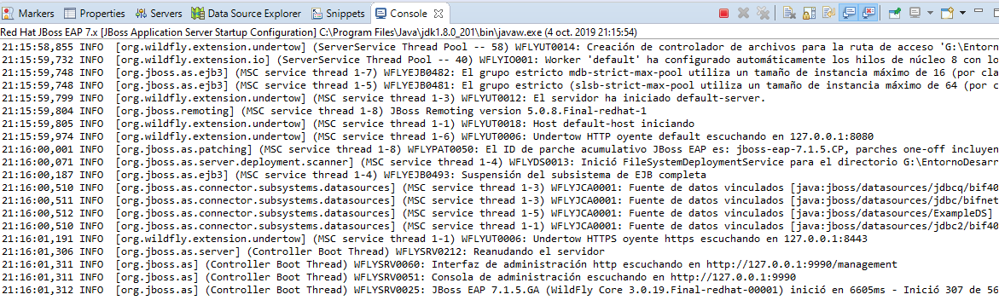 Markers Properties Servers Data Source Explorer Snippets Console
Red Hat JBoss EAP 7.x [JBoss Application Server Startup Configuration] C:\Program Files\Java\jdk1.8.0_201\bin\javaw.exe (4 oct. 2019 21:15:54)
21:15:58,855 INFO [org.wildfly.extension.undertow] (ServerService Thread Pool -- 58) WFLYUT0014: Creación de controlador de archivos para la ruta de acceso 'G:\Entorno
21:15:59,732 INFO [org.wildfly.extension.io] (ServerService Thread Pool -- 40) WFLYIO001: Worker 'default' ha configurado automáticamente los hilos de núcleo 8 con lo
21:15:59,748 INFO [org.jboss.as.ejb3] (MSC service thread 1-7) WFLYEJB0482: El grupo estricto mdb-strict-max-pool utiliza un tamaño de instancia máximo de 16 (por cla
21:15:59,748 INFO [org.jboss.as.ejb3] (MSC service thread 1-5) WFLYEJB0481: El grupo estricto (slsb-strict-max-pool utiliza un tamaño de instancia máximo de 64 (por c
21:15:59,799 INFO [org.wildfly.extension.undertow] (MSC service thread 1-3) WFLYUT0012: El servidor ha iniciado default-server.
21:15:59,804 INFO [org.jboss.remoting] (MSC service thread 1-8) JBoss Remoting version 5.0.8.Final-redhat-1
21:15:59,805 INFO [org.wildfly.extension.undertow] (MSC service thread 1-1) WFLYUT0018: Host default-host iniciando
21:15:59,974 INFO [org.wildfly.extension.undertow] (MSC service thread 1-6) WFLYUT0006: Undertow HTTP oyente default escuchando en 127.0.0.1:8080
21:16:00,001 INFO [org.jboss.as.patching] (MSC service thread 1-8) WFLYPAT0050: El ID de parche acumulativo JBoss EAP es: jboss-eap-7.1.5.CP, parches one-off incluyen
21:16:00,071 INFO [org.jboss.as.server.deployment.scanner] (MSC service thread 1-4) WFLYDS0013: Inició FileSystemDeploymentService para el directorio G:\EntornoDesarr
21:16:00,187 INFO [org.jboss.as.ejb3] (MSC service thread 1-4) WFLYEJB0493: Suspensión del subsistema de EJB completa
21:16:00,510 INFO [org.jboss.as.connector.subsystems.datasources] (MSC service thread 1-3) WFLYJCA0001: Fuente de datos vinculados [java:jboss/datasources/jdbcq/bif40
21:16:00,511 INFO [org.jboss.as.connector.subsystems.datasources] (MSC service thread 1-3) WFLYJCA0001: Fuente de datos vinculados [java:jboss/datasources/jdbc/bifnet
21:16:00,512 INFO [org.jboss.as.connector.subsystems.datasources] (MSC service thread 1-5) WFLYJCA0001: Fuente de datos vinculados [java:jboss/datasources/ExampleDS]
21:16:00,510 INFO [org.jboss.as.connector.subsystems.datasources] (MSC service thread 1-1) WFLYJCA0001: Fuente de datos vinculados [java:jboss/datasources/jdbc2/bif40
21:16:01,191 INFO [org.wildfly.extension.undertow] (MSC service thread 1-1) WFLYUT0006: Undertow HTTPS oyente https escuchando en 127.0.0.1:8443
21:16:01,306 INFO [org.jboss.as.server] (Controller Boot Thread) WFLYSRV0212: Reanudando el servidor
21:16:01,311 INFO [org.jboss.as] (Controller Boot Thread) WFLYSRV0060: Interfaz de administración http escuchando en http://127.0.0.1:9990/management
21:16:01,311 INFO [org.jboss.as] (Controller Boot Thread) WFLYSRV0051: Consola de administración escuchando en http://127.0.0.1:9990
21:16:01,312 INFO [org.jboss.as] (Controller Boot Thread) WFLYSRV0025: JBoss EAP 7.1.5.GA (WildFly Core 3.0.19.Final-redhat-00001) inició en 6605ms - Inició 307 de 56